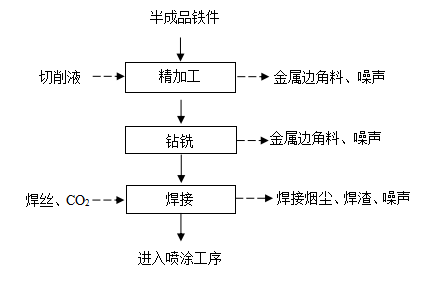 半成品铁件
切削液
精加工
金属边角料、噪声
钻铣
金属边角料、噪声
焊丝、CO₂
焊接
焊接烟尘、焊渣、噪声
进入喷涂工序